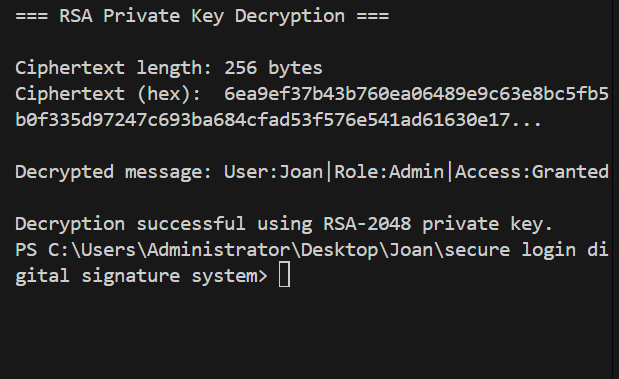 === RSA Private Key Decryption ===
Ciphertext length: 256 bytes
Ciphertext (hex):  6ea9ef37b43b760ea06489e9c63e8bc5fb5
b0f335d97247c693ba684cfad53f576e541ad61630e17...
Decrypted message: User:Joan|Role:Admin|Access:Granted
Decryption successful using RSA-2048 private key.
PS C:\Users\Administrator\Desktop\Joan\secure login di
gital signature system>